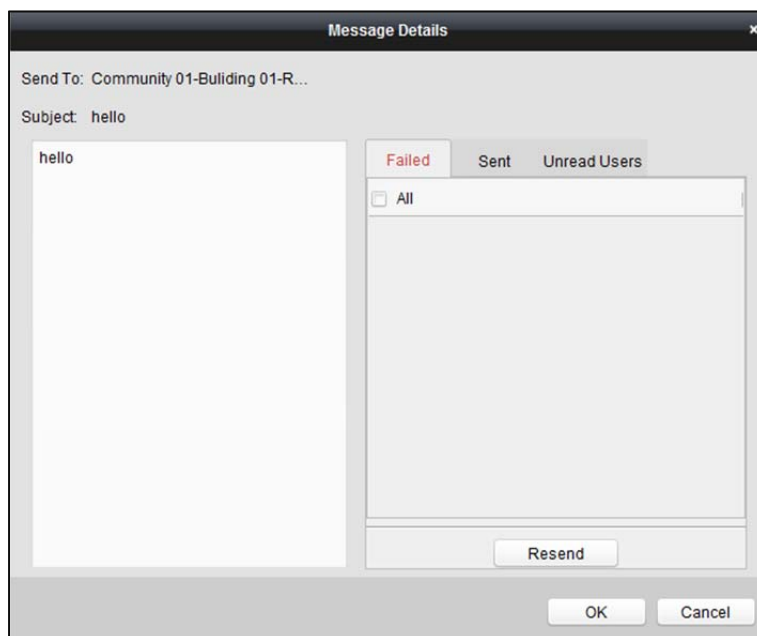 Message Details
Send To: Community 01-Buliding 01-R...
Subject: hello
hello
Failed Sent Unread Users
All
Resend
OK Cancel